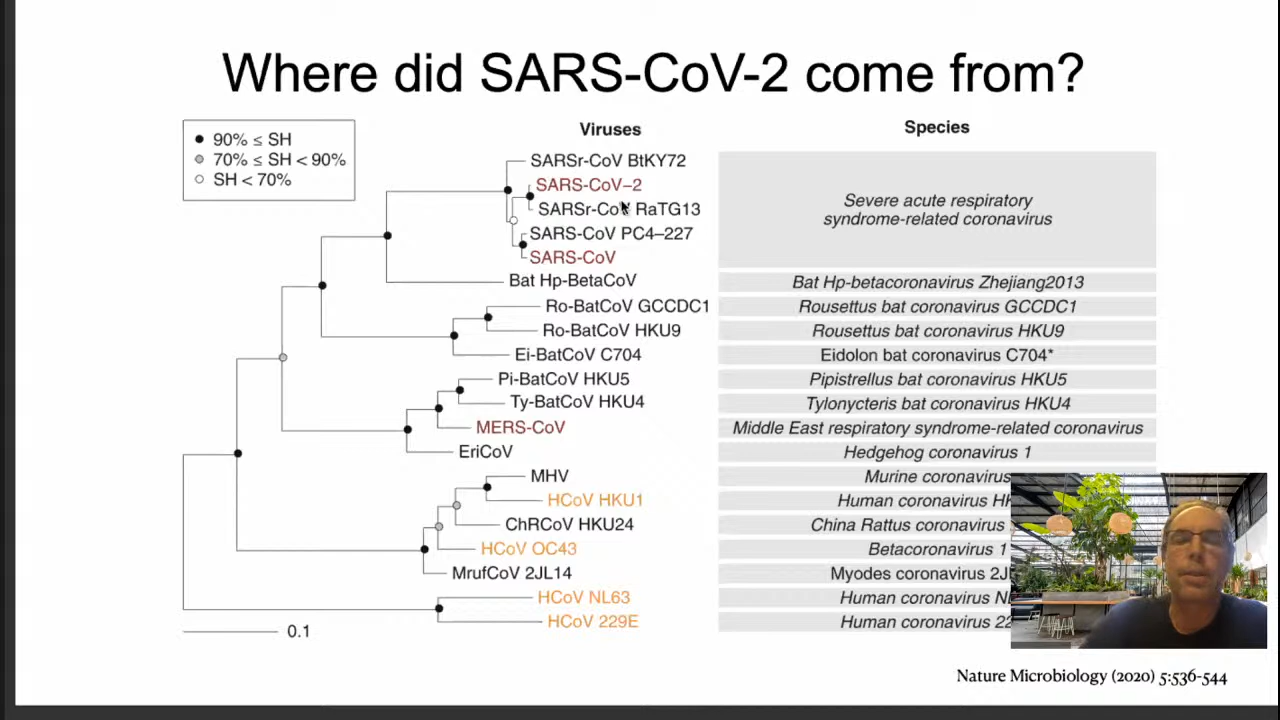 Where did SARS-CoV-2 come from?
90% ≤ SH
70% ≤ SH < 90%
SH < 70%
Viruses
Species
SARSr-CoV BtKY72
SARS-CoV–2
SARSr-CoV RaTG13
SARS-CoV PC4–227
SARS-CoV
Severe acute respiratory
syndrome-related coronavirus
Bat Hp-BetaCoV
Bat Hp-betacoronavirus Zhejiang2013
Ro-BatCoV GCCDC1
Rousettus bat coronavirus GCCDC1
Ro-BatCoV HKU9
Rousettus bat coronavirus HKU9
Ei-BatCoV C704
Eidolon bat coronavirus C704*
Pi-BatCoV HKU5
Pipistrellus bat coronavirus HKU5
Ty-BatCoV HKU4
Tylonycteris bat coronavirus HKU4
MERS-CoV
Middle East respiratory syndrome-related coronavirus
EriCoV
Hedgehog coronavirus 1
MHV
Murine coronavirus
HCoV HKU1
Human coronavirus
ChRCoV HKU24
China Rattus coronavirus
HCoV OC43
Betacoronavirus 1
MrufCoV 2JL14
Myodes coronavirus
HCoV NL63
Human coronavirus
HCoV 229E
Human coronavirus
0.1
Nature Microbiology (2020) 5:536-544